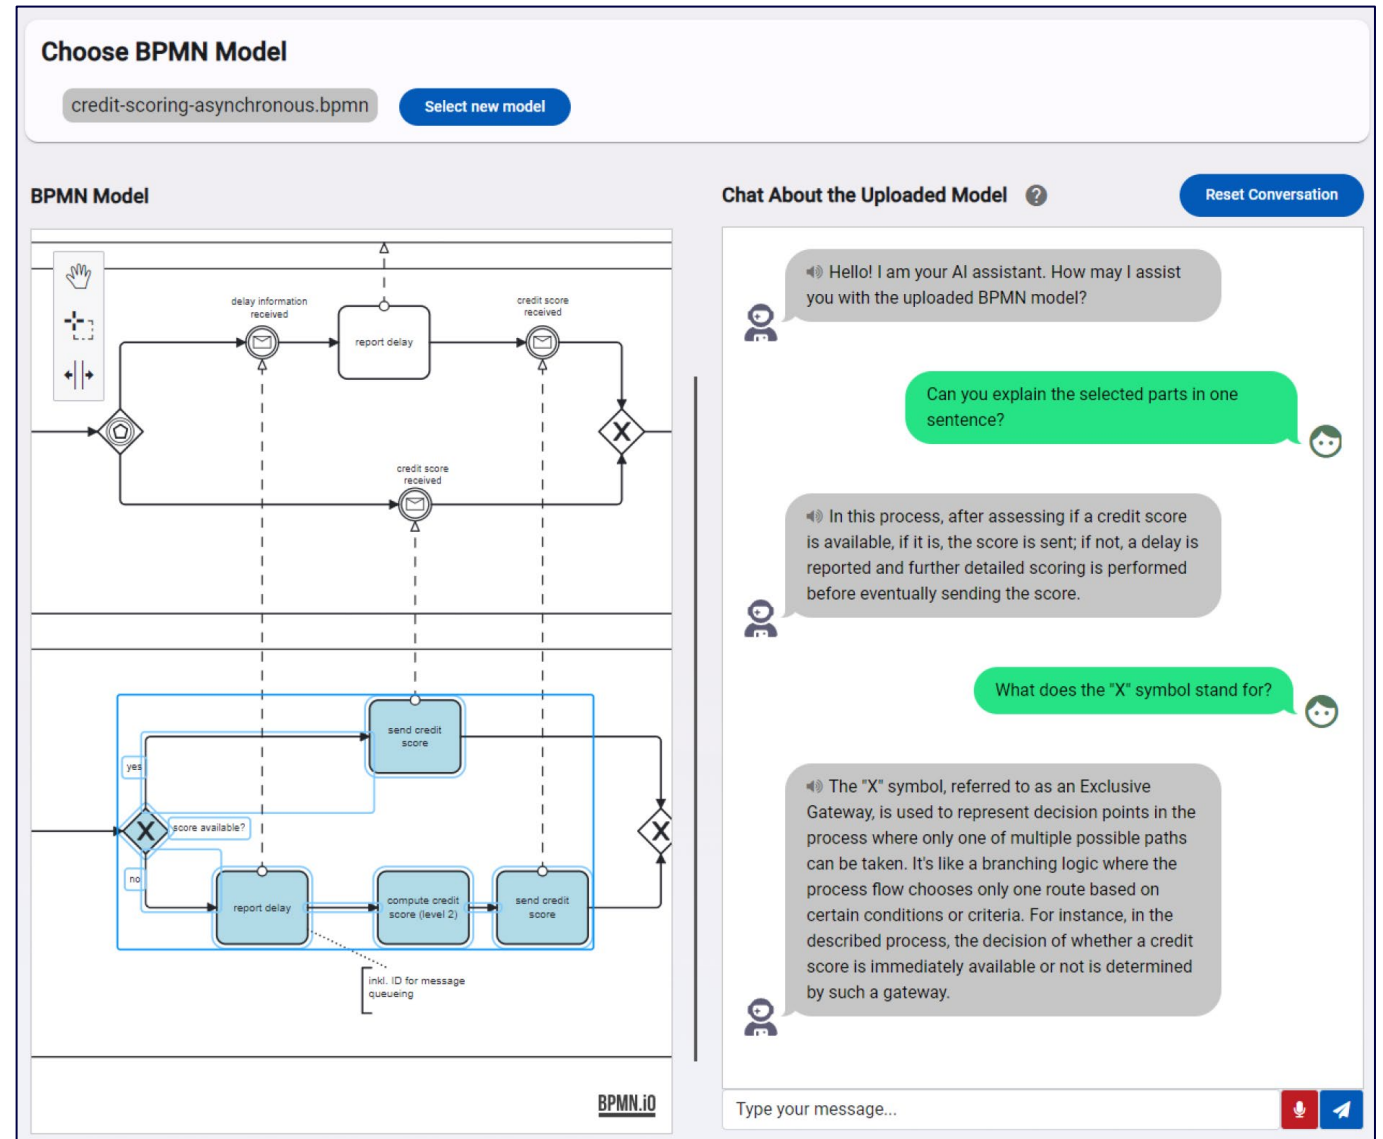 Choose BPMN Model
credit-scoring-asynchronous.bpmn
Select new model
BPMN Model
delay information
received
credit score
received
report delay
X
credit score
received
send credit
score
yes
X
score available?
X
no
report delay
compute credit
score (level 2)
send credit
score
inkl. ID for message
queueing
BPMN.iO
Chat About the Uploaded Model
?
Reset Conversation
Hello! I am your AI assistant. How may I assist
you with the uploaded BPMN model?
Can you explain the selected parts in one
sentence?
In this process, after assessing if a credit score
is available, if it is, the score is sent; if not, a delay is
reported and further detailed scoring is performed
before eventually sending the score.
What does the "X" symbol stand for?
The "X" symbol, referred to as an Exclusive
Gateway, is used to represent decision points in the
process where only one of multiple possible paths
can be taken. It's like a branching logic where the
process flow chooses only one route based on
certain conditions or criteria. For instance, in the
described process, the decision of whether a credit
score is immediately available or not is determined
by such a gateway.
Type your message...